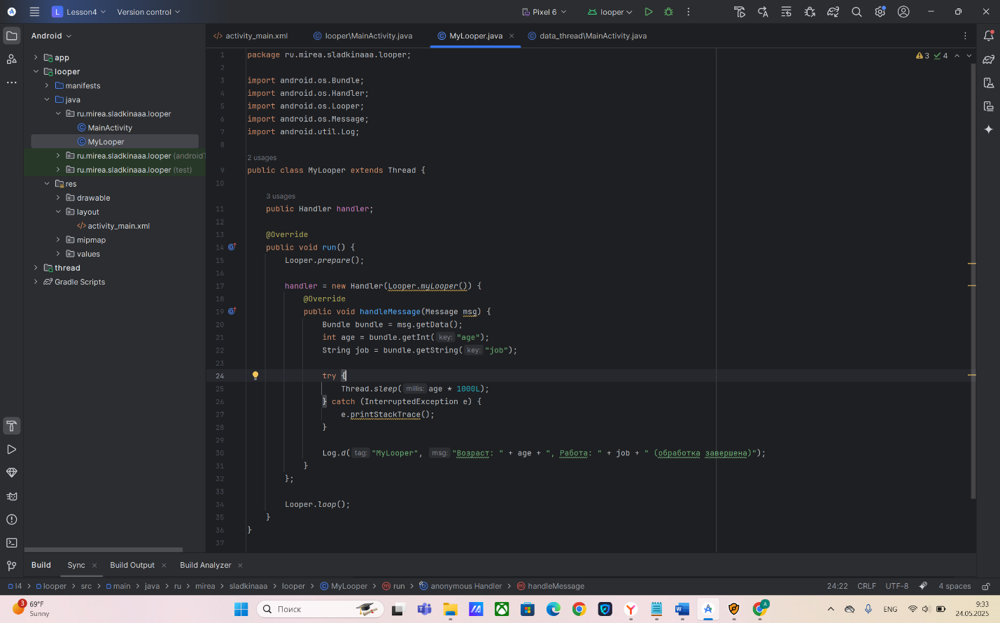 L Lesson4 Version control Pixel 6 looper
Android
activity_main.xml looper\MainActivity.java MyLooper.java data_thread\MainActivity.java
app
looper
manifests
java
ru.mirea.sladkinaaa.looper
MainActivity
MyLooper
ru.mirea.sladkinaaa.looper (androidT
ru.mirea.sladkinaaa.looper (test)
res
drawable
layout
activity_main.xml
mipmap
values
thread
Gradle Scripts
3 4
1 package ru.mirea.sladkinaaa.looper;
2
3 import android.os.Bundle;
4 import android.os.Handler;
5 import android.os.Looper;
6 import android.os.Message;
7 import android.util.Log;
8
2 usages
9 public class MyLooper extends Thread {
10
3 usages
11 public Handler handler;
12
13 @Override
14 public void run() {
15 Looper.prepare();
16
17 handler = new Handler(Looper.myLooper()) {
18 @Override
19 public void handleMessage(Message msg) {
20 Bundle bundle = msg.getData();
21 int age = bundle.getInt( key: "age");
22 String job = bundle.getString( key: "job");
23
24 try {
25 Thread.sleep( millis: age * 1000L);
26 } catch (InterruptedException e) {
27 e.printStackTrace();
28 }
29
30 Log.d( tag: "MyLooper", msg: "Возраст: " + age + ", Работа: " + job + " (обработка завершена)");
31 }
32 };
33
34 Looper.loop();
35 }
36 }
37
Build Sync Build Output Build Analyzer
l4 > looper > src > main > java > ru > mirea > sladkinaaa > looper > MyLooper > run > anonymous Handler > handleMessage 24:22 CRLF UTF-8 4 spaces
3 69°F
Sunny
Поиск
ENG
9:33
24.05.2025